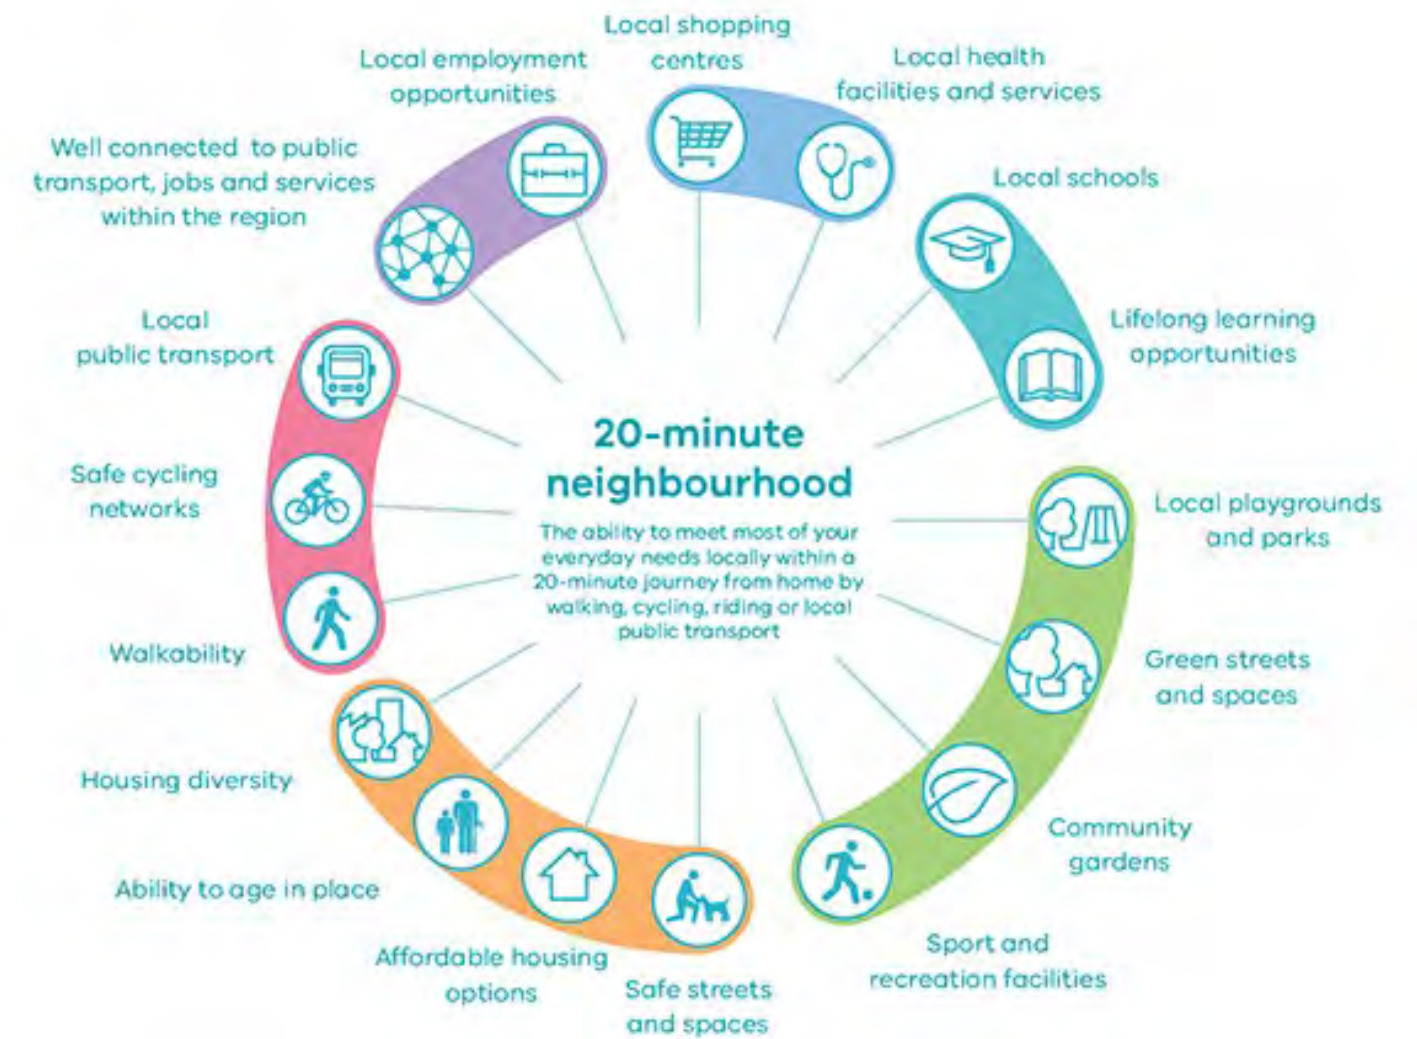 Local shopping
centres
Local health
facilities and services
Local schools
Lifelong learning
opportunities
Local playgrounds
and parks
Green streets
and spaces
Community
gardens
Sport and
recreation facilities
Safe streets
and spaces
Affordable housing
options
Ability to age in place
Housing diversity
Walkability
Safe cycling
networks
Local
public transport
Well connected to public
transport, jobs and services
within the region
Local employment
opportunities
20-minute
neighbourhood
The ability to meet most of your
everyday needs locally within a
20-minute journey from home by
walking, cycling, riding or local
public transport